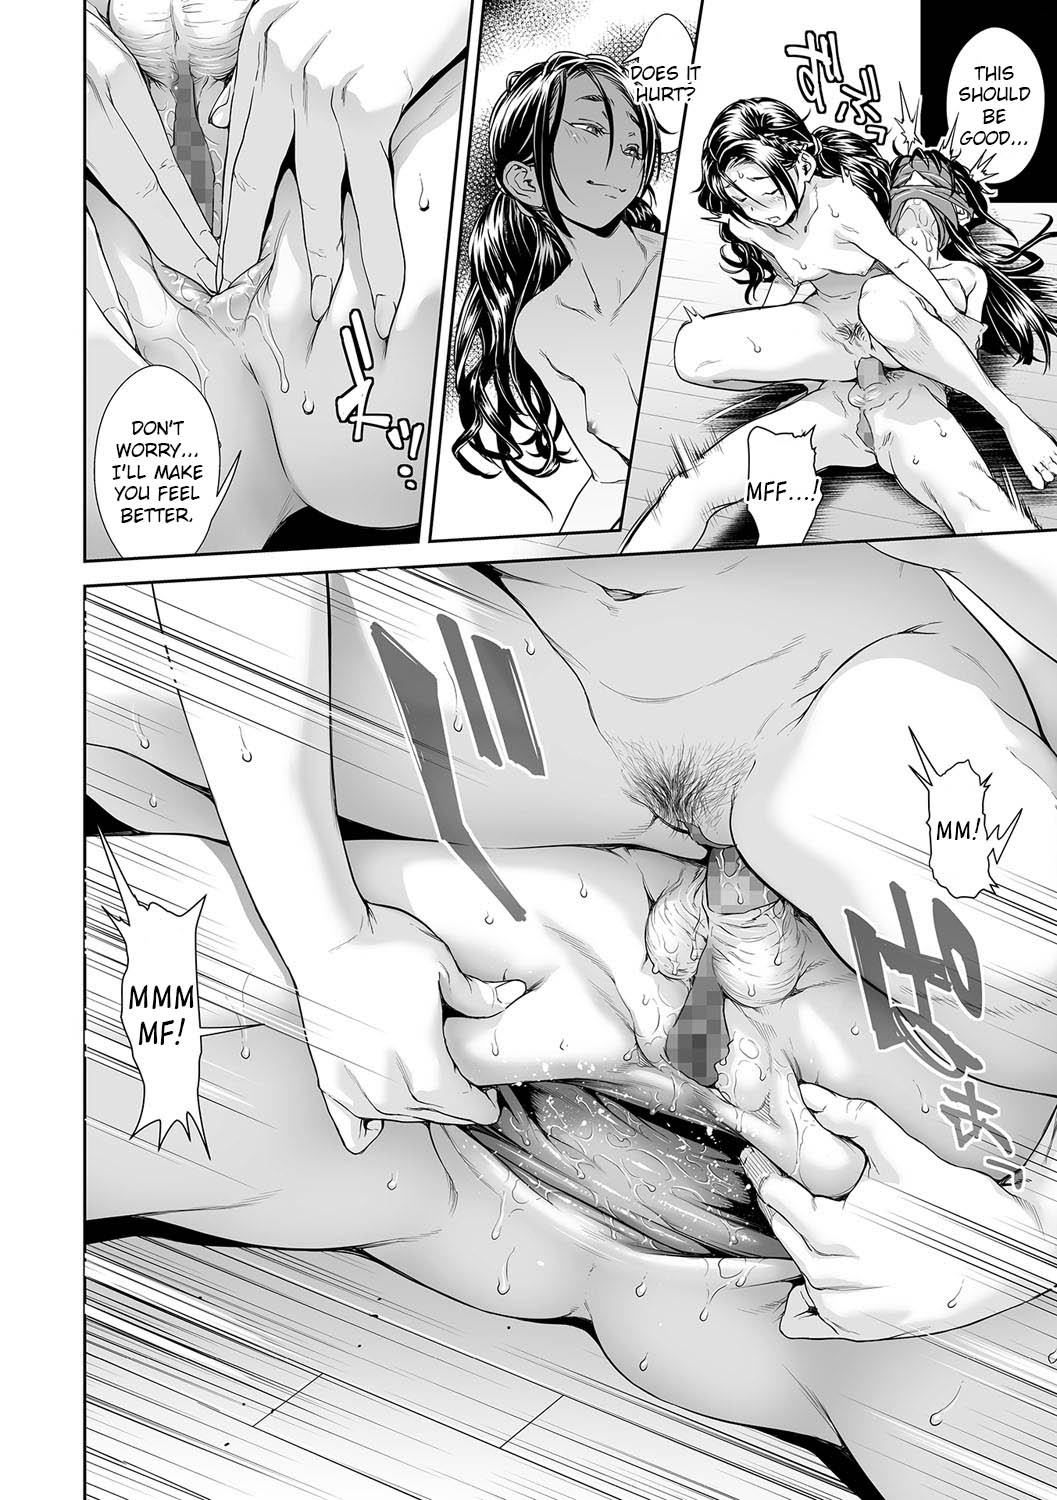 THIS
SHOULD
BE
GOOD...
MFF...!
DOES IT
HURT?
DON'T
WORRY...
I'LL MAKE
YOU FEEL
BETTER.
MM!
MMM
MF!